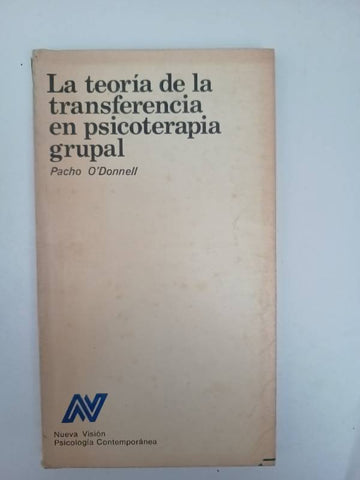 La teoría de la
transferencia
en psicoterapia
grupal
Pacho O'Donnell
Nueva Visión
Psicología Contemporánea